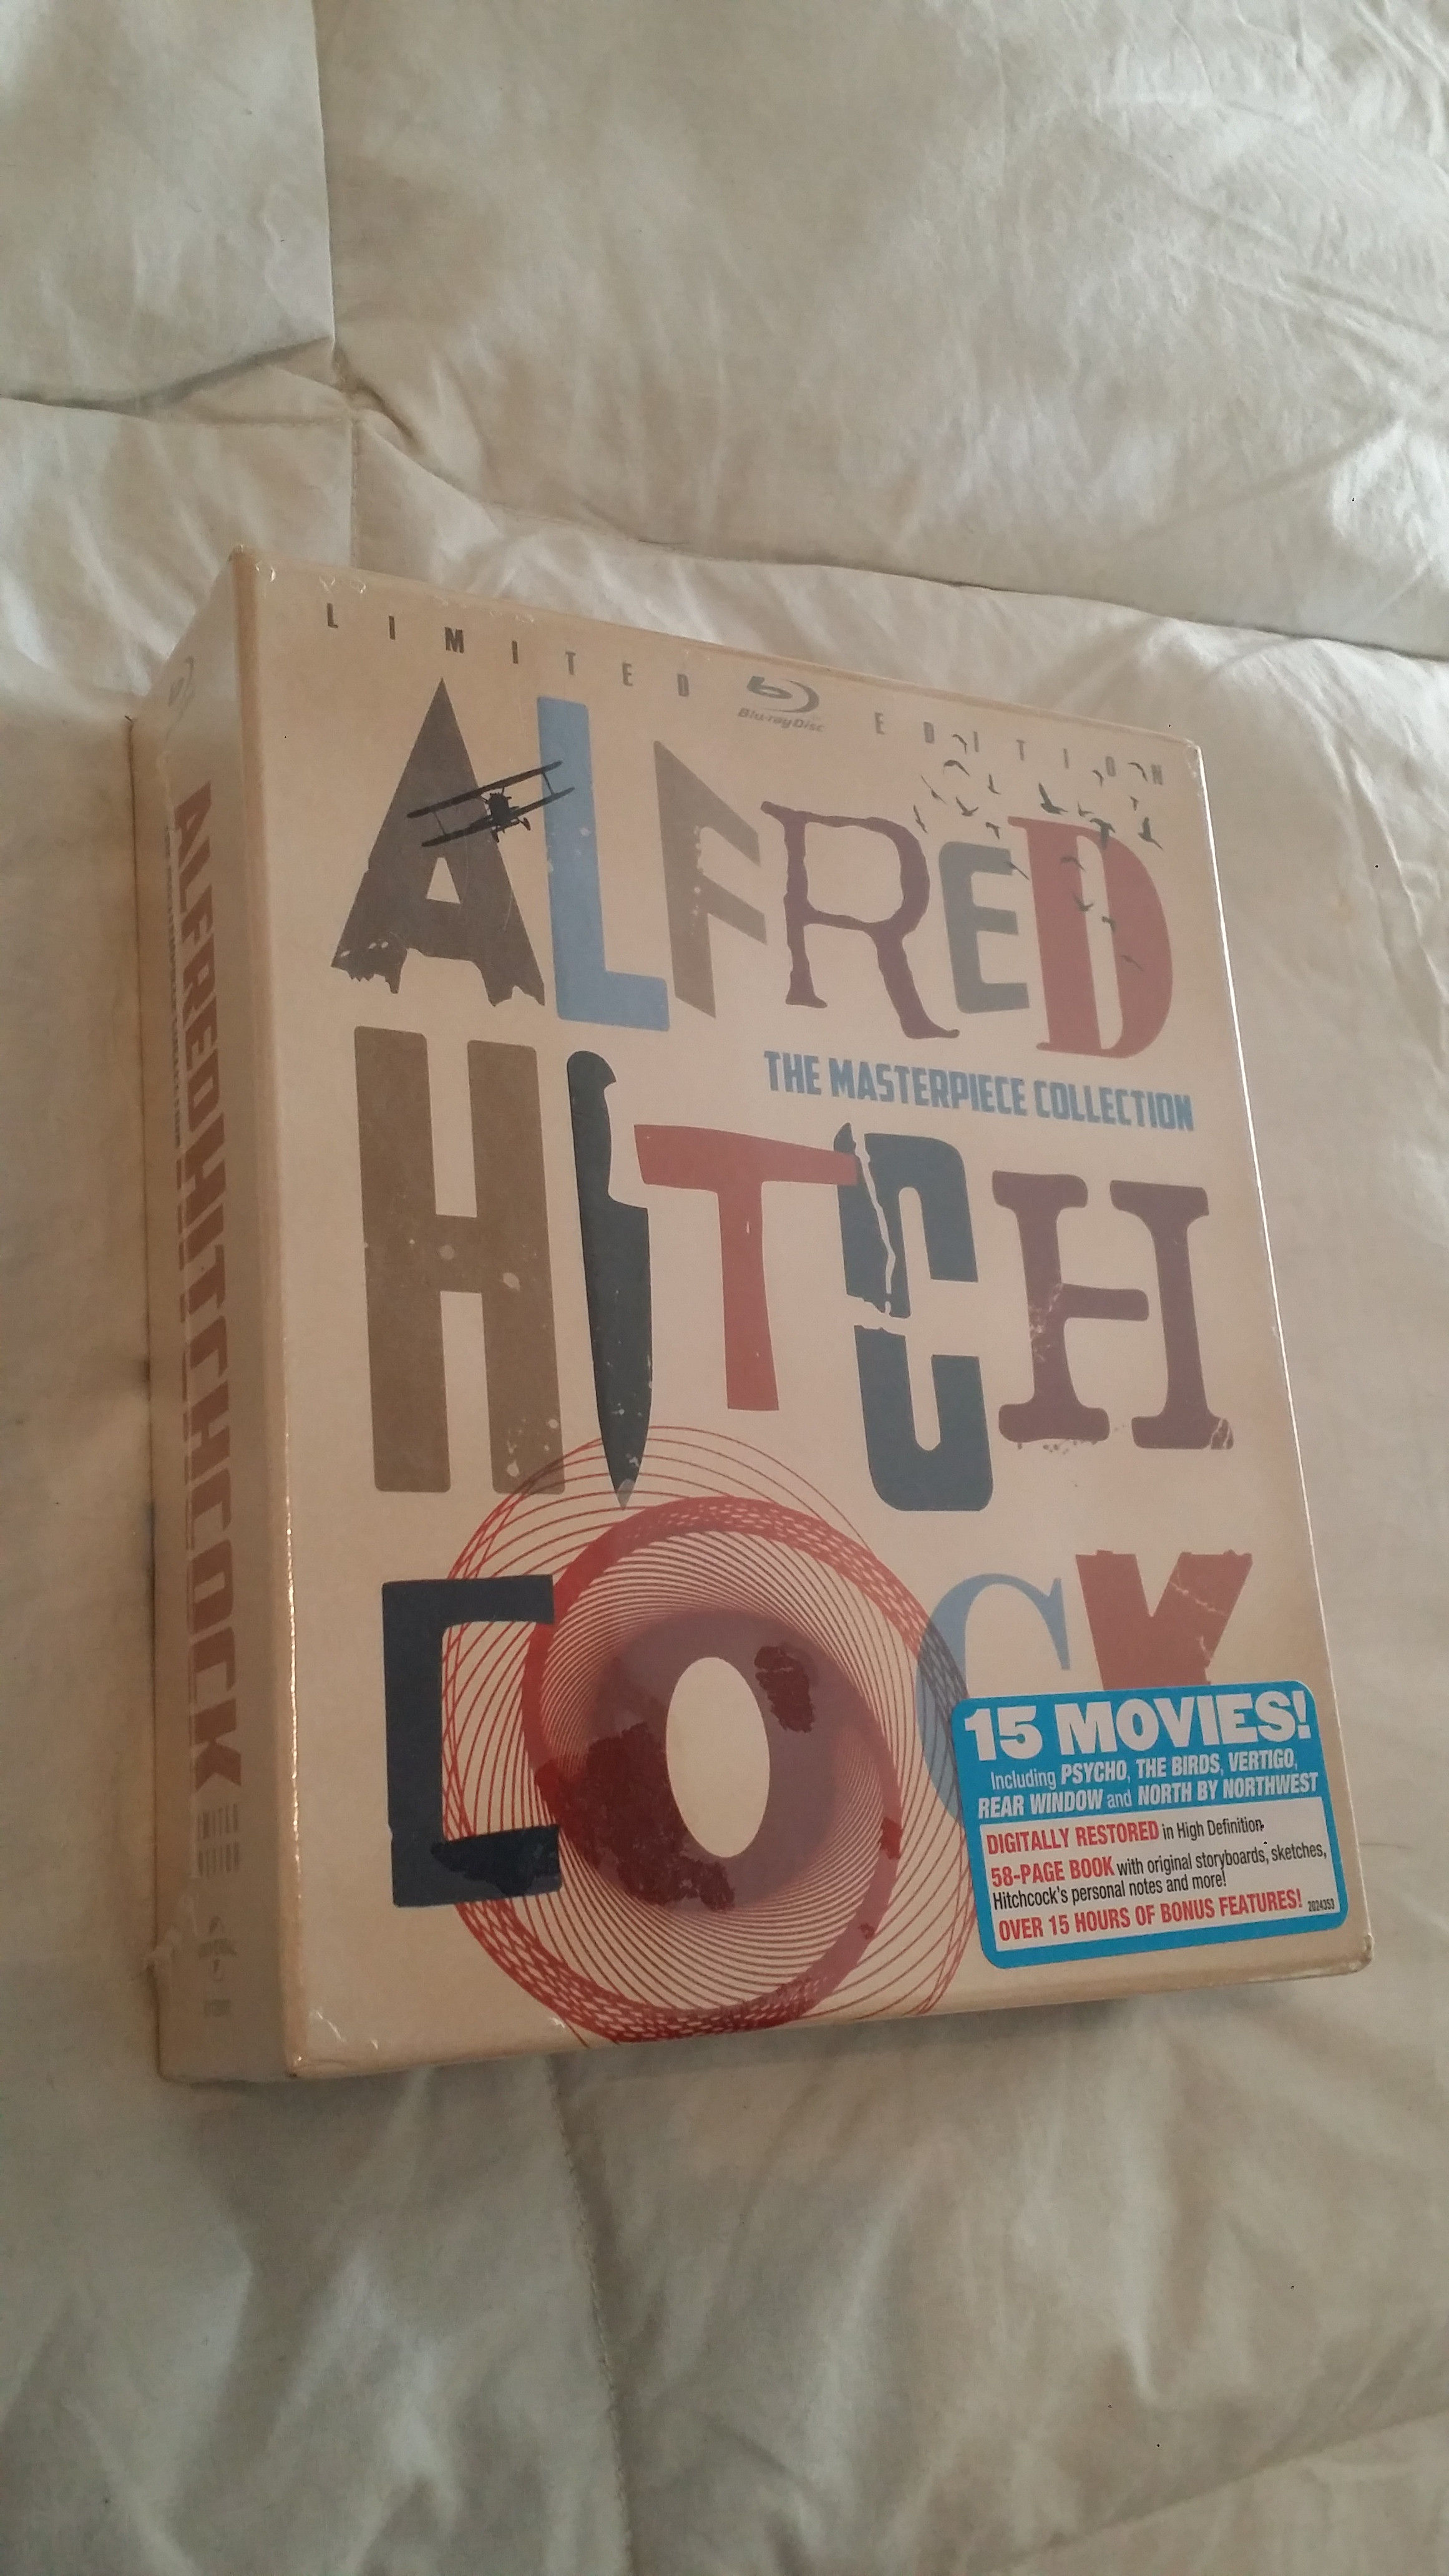 LIMITED EDITION
Blu-ray Disc
ALFRED
THE MASTERPIECE COLLECTION
HITCH
COCK
15 MOVIES!
Including PSYCHO, THE BIRDS, VERTIGO,
REAR WINDOW and NORTH BY NORTHWEST
DIGITALLY RESTORED in High Definition
58-PAGE BOOK with original storyboards, sketches,
Hitchcock's personal notes and more!
OVER 15 HOURS OF BONUS FEATURES! 2024353
ALFRED HITCHCOCK
LIMITED
EDITION